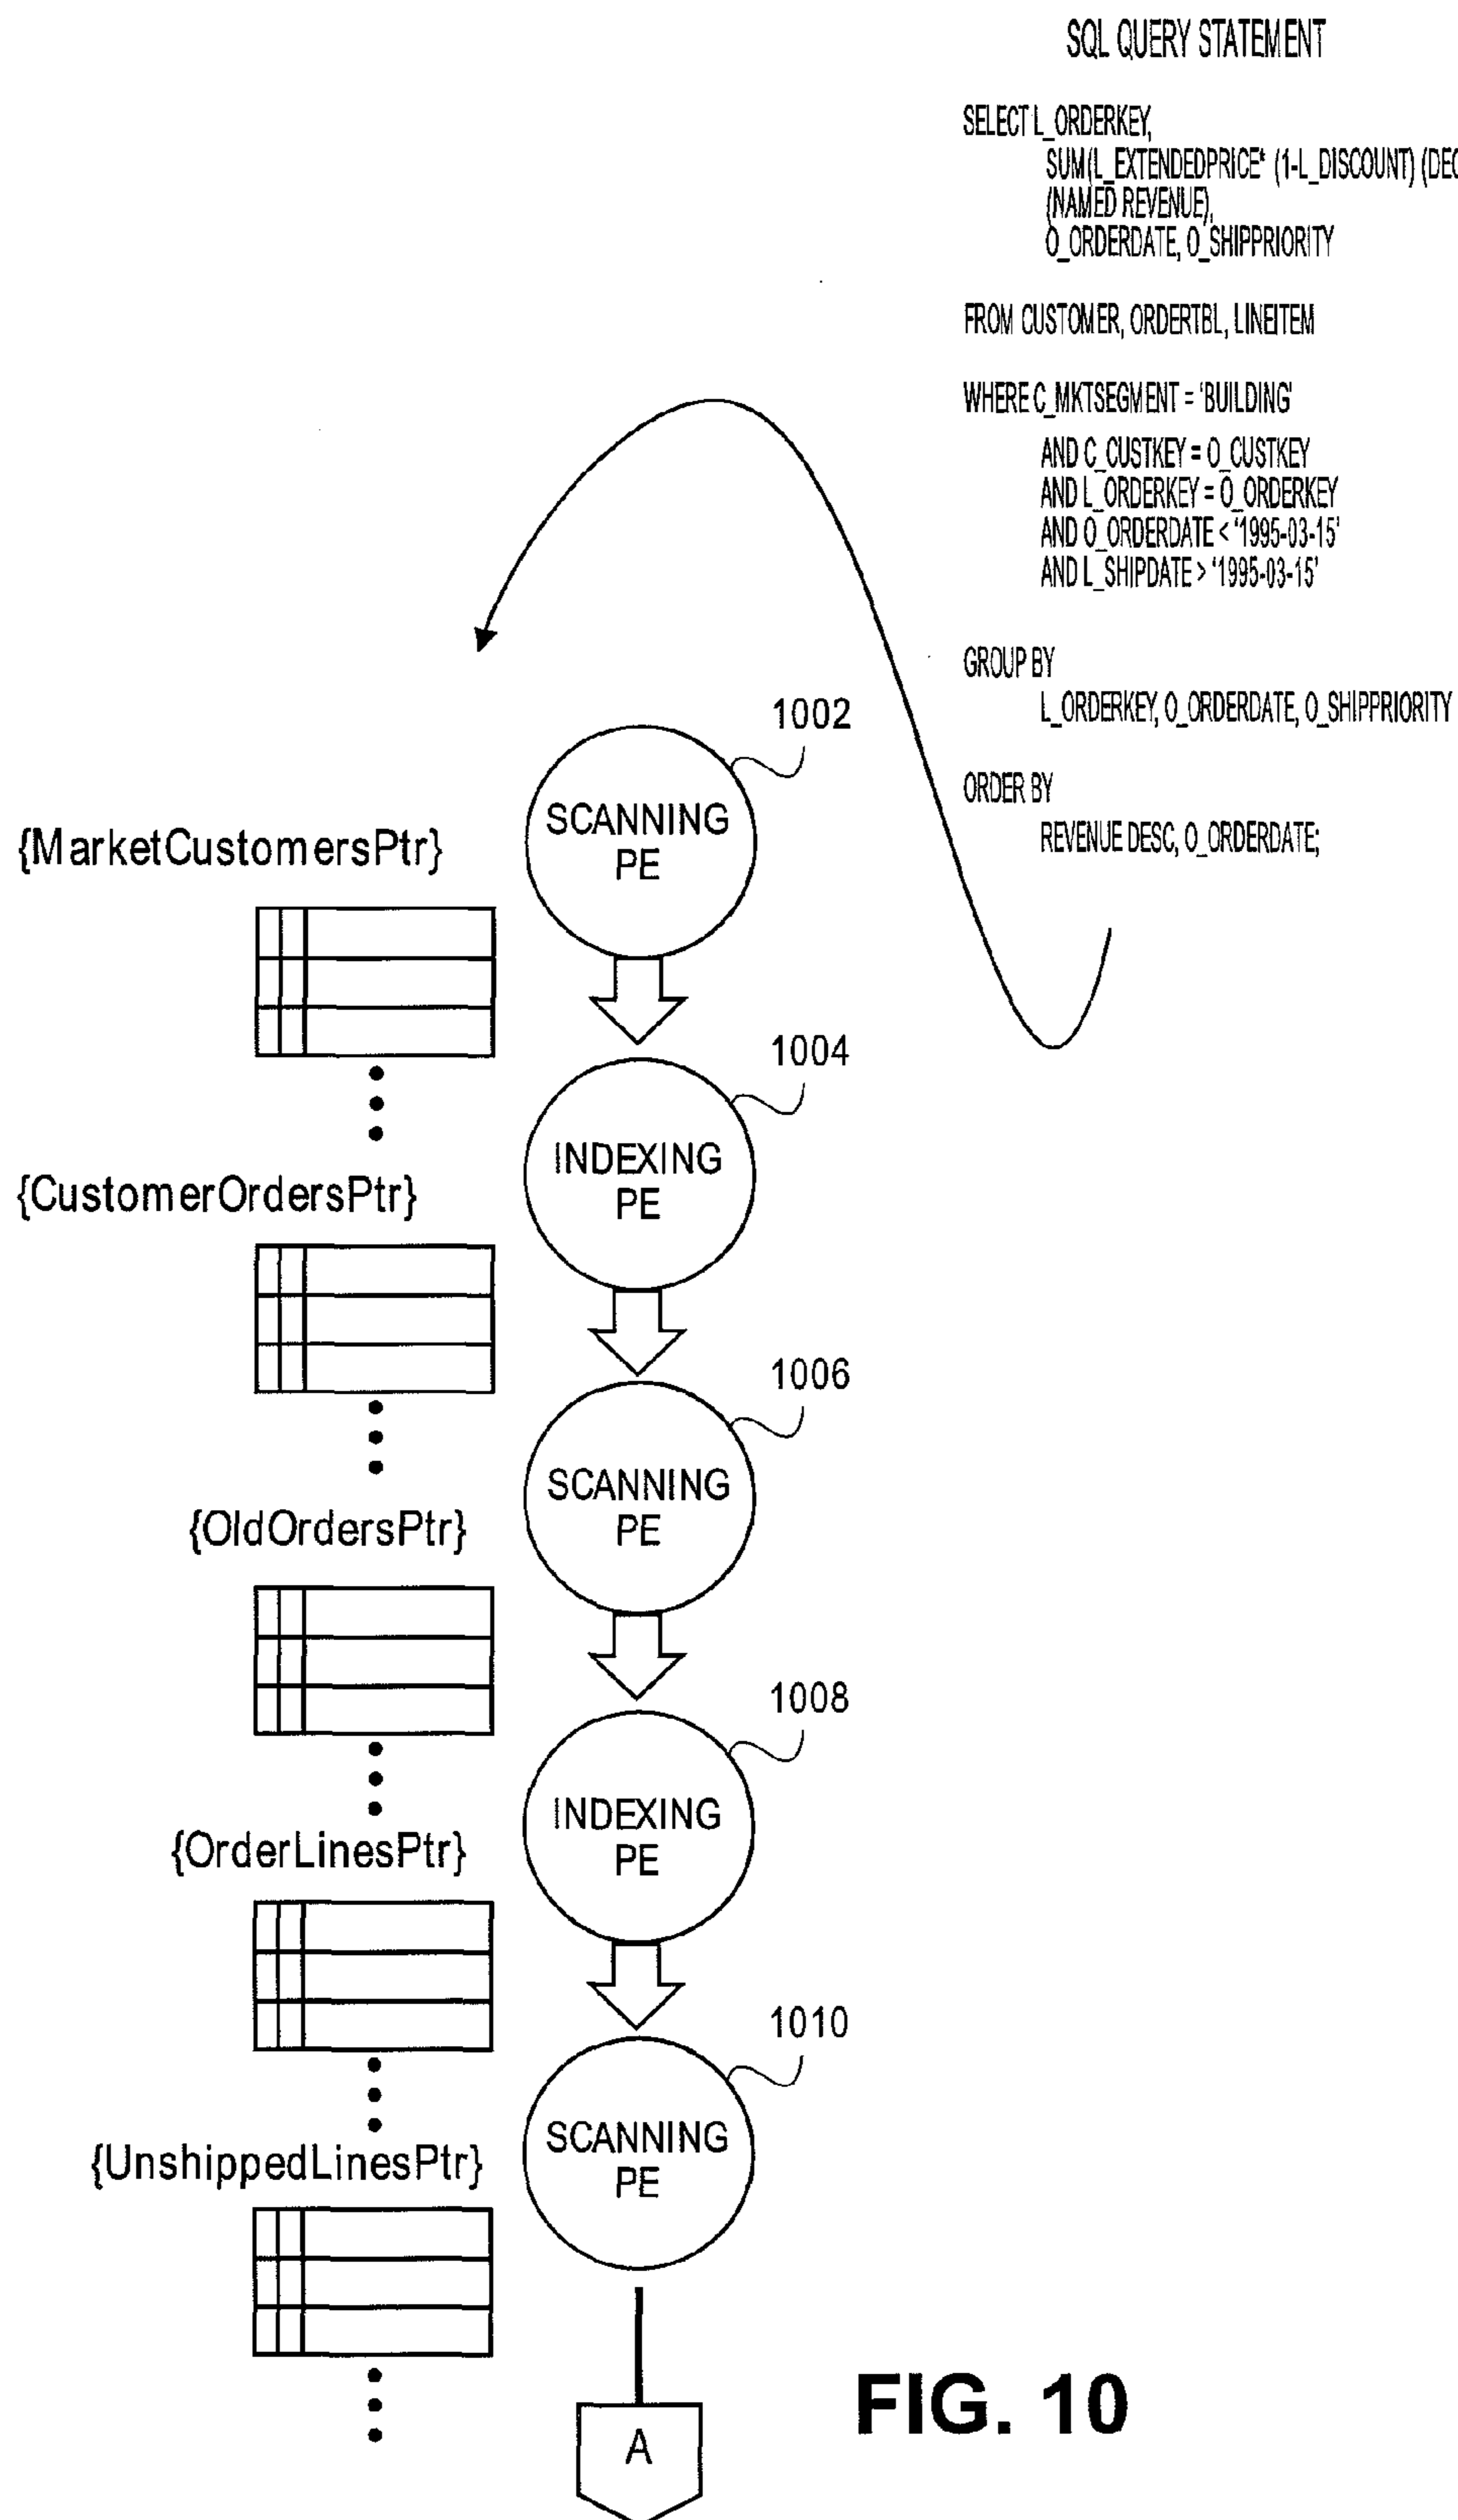 SQL QUERY STATEMENT
SELECT L_ORDERKEY,
SUM(L_EXTENDEDPRICE* (1-L_DISCOUNT) (DEC
(NAMED REVENUE),
O_ORDERDATE, O_SHIPPRIORITY
FROM CUSTOMER, ORDERTBL, LINEITEM
WHERE C_MKTSEGMENT = 'BUILDING'
AND C_CUSTKEY = O_CUSTKEY
AND L_ORDERKEY = O_ORDERKEY
AND O_ORDERDATE < '1995-03-15'
AND L_SHIPDATE > '1995-03-15'
GROUP BY
L_ORDERKEY, O_ORDERDATE, O_SHIPPRIORITY
ORDER BY
REVENUE DESC, O_ORDERDATE;
1002
SCANNING
PE
{MarketCustomersPtr}
1004
INDEXING
PE
{CustomerOrdersPtr}
1006
SCANNING
PE
{OldOrdersPtr}
1008
INDEXING
PE
{OrderLinesPtr}
1010
SCANNING
PE
{UnshippedLinesPtr}
A
FIG. 10